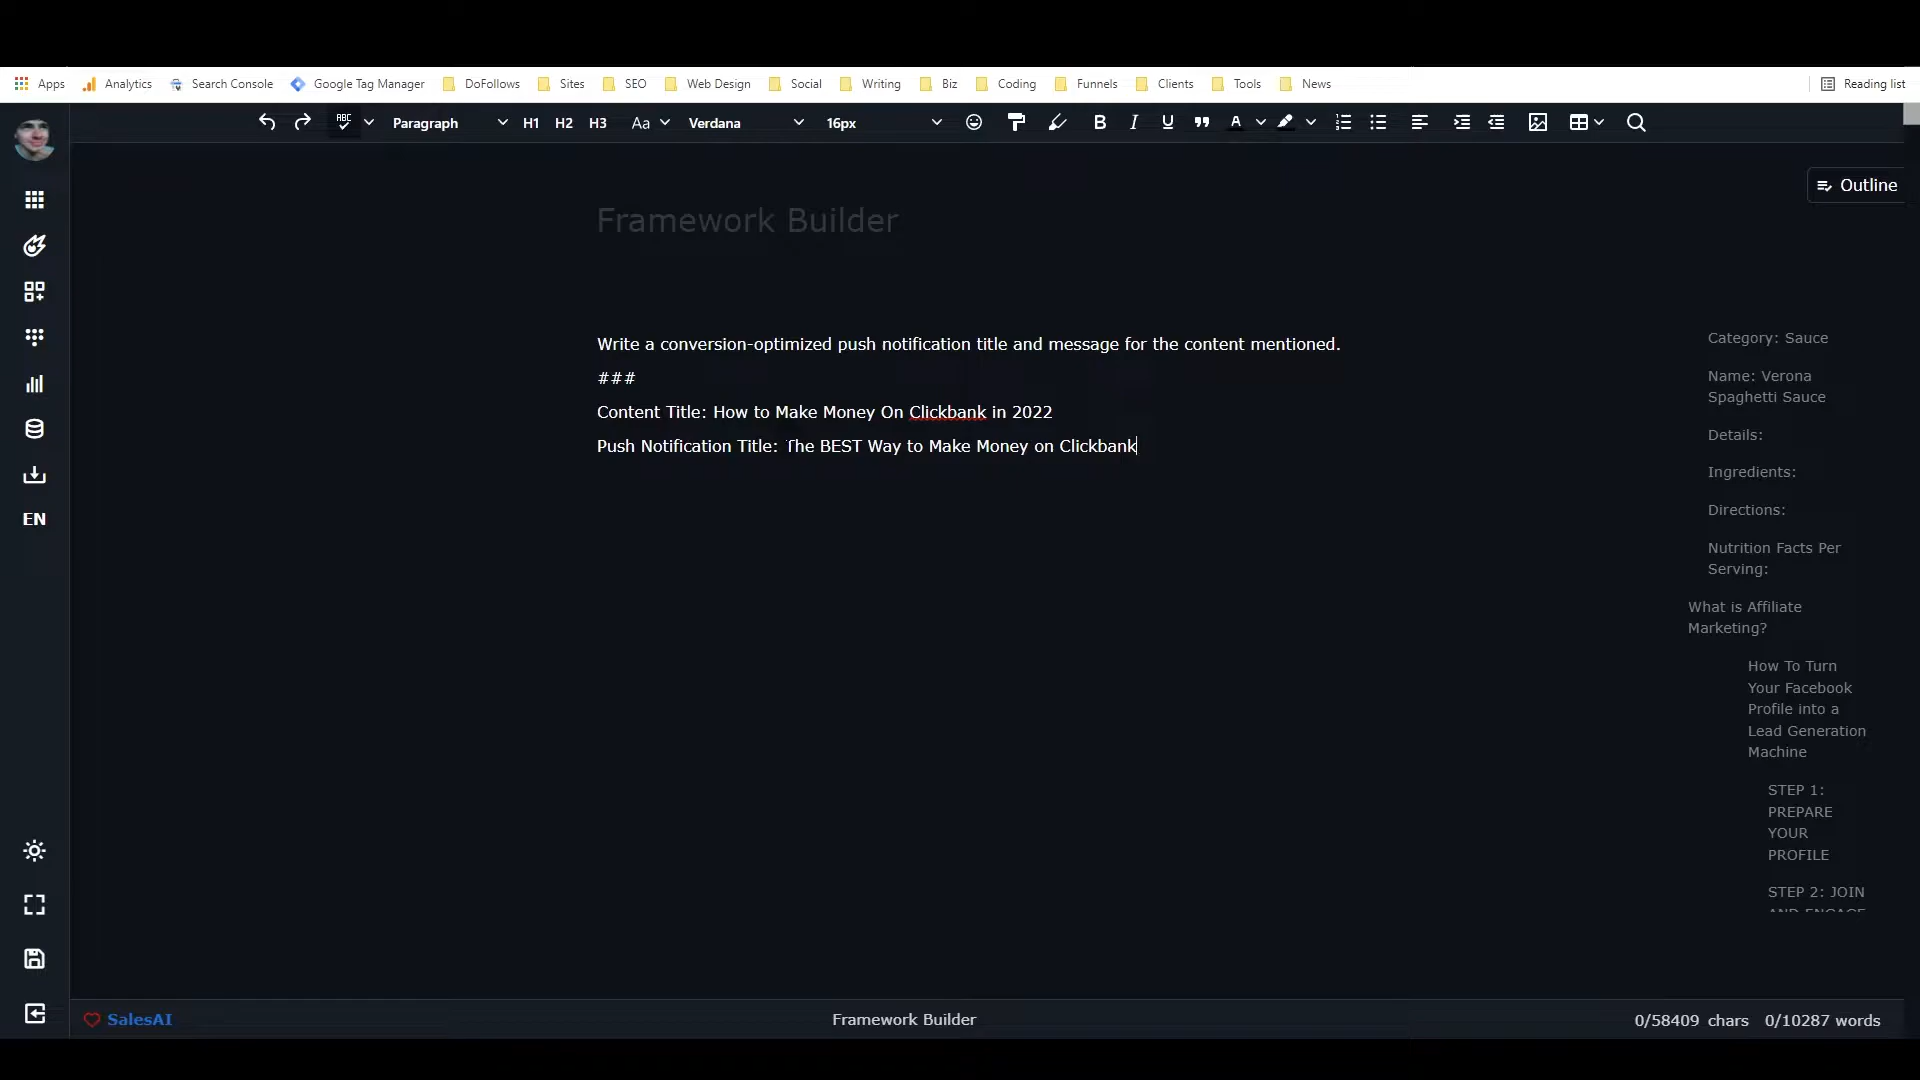 Apps Analytics Search Console Google Tag Manager DoFollows Sites SEO Web Design Social Writing Biz Coding Funnels Clients Tools News Reading list
ABC Paragraph H1 H2 H3 Aa Verdana 16px B I U A
Outline
Framework Builder
Write a conversion-optimized push notification title and message for the content mentioned.
###
Content Title: How to Make Money On Clickbank in 2022
Push Notification Title: The BEST Way to Make Money on Clickbank
EN
Category: Sauce
Name: Verona
Spaghetti Sauce
Details:
Ingredients:
Directions:
Nutrition Facts Per
Serving:
What is Affiliate
Marketing?
How To Turn
Your Facebook
Profile into a
Lead Generation
Machine
STEP 1:
PREPARE
YOUR
PROFILE
STEP 2: JOIN
AND ENGAGE
SalesAI Framework Builder 0/58409 chars 0/10287 words